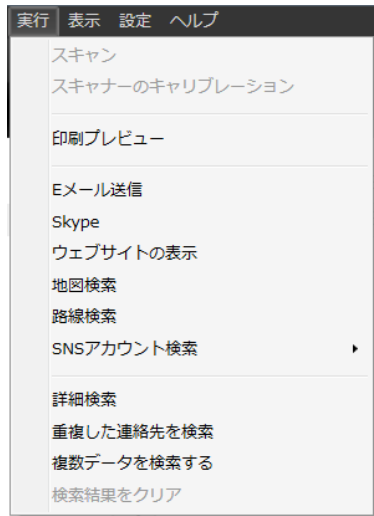 実行 表示 設定 ヘルプ
スキャン
スキャナーのキャリブレーション
印刷プレビュー
Eメール送信
Skype
ウェブサイトの表示
地図検索
路線検索
SNSアカウント検索
詳細検索
重複した連絡先を検索
複数データを検索する
検索結果をクリア